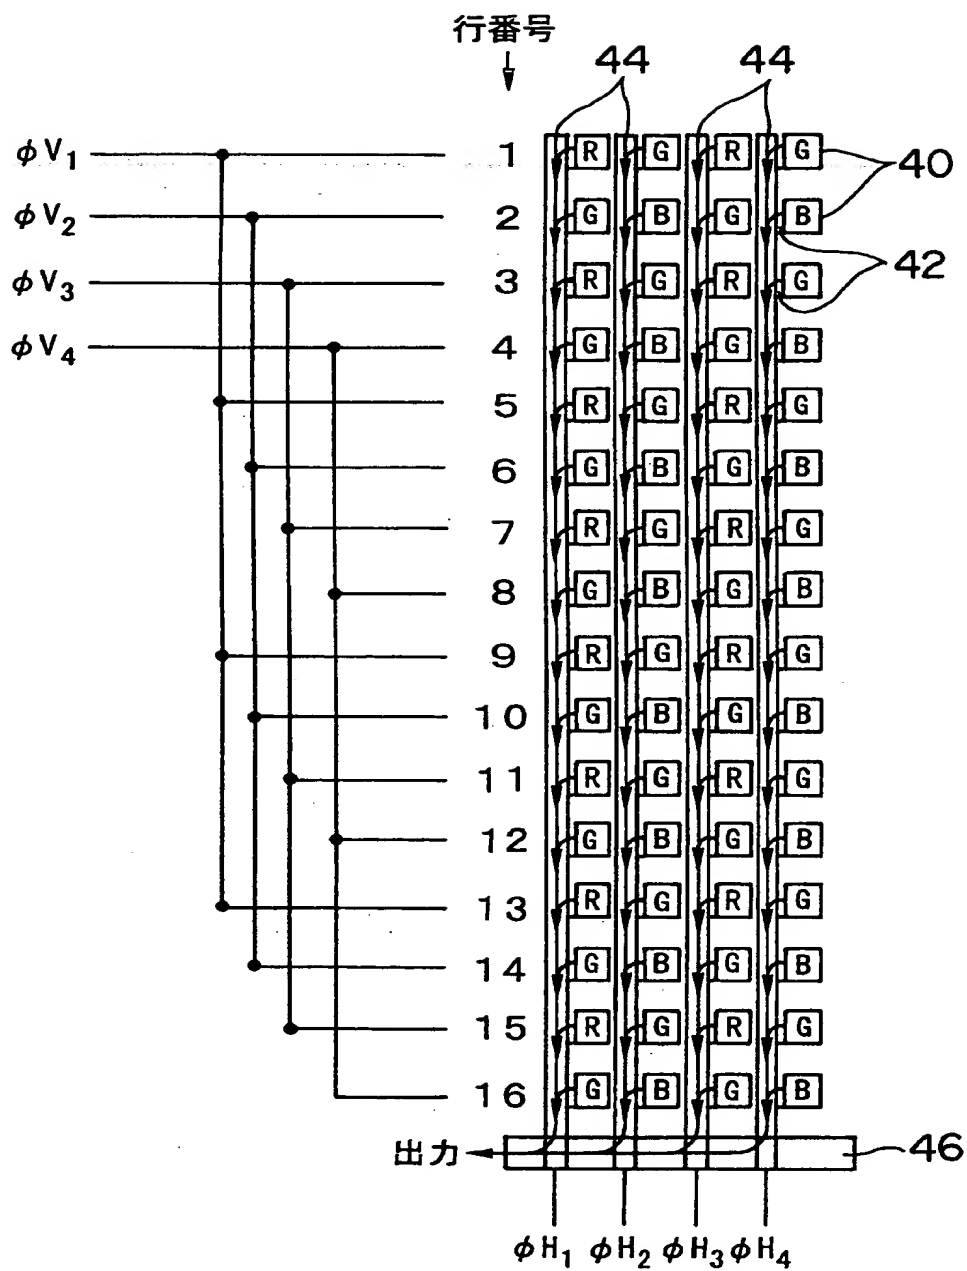 行番号
44 44
φV1 1 R G R G 40
φV2 2 G B G B
φV3 3 R G R G 42
φV4 4 G B G B
5 R G R G
6 G B G B
7 R G R G
8 G B G B
9 R G R G
10 G B G B
11 R G R G
12 G B G B
13 R G R G
14 G B G B
15 R G R G
16 G B G B
出力 46
φH1 φH2 φH3 φH4